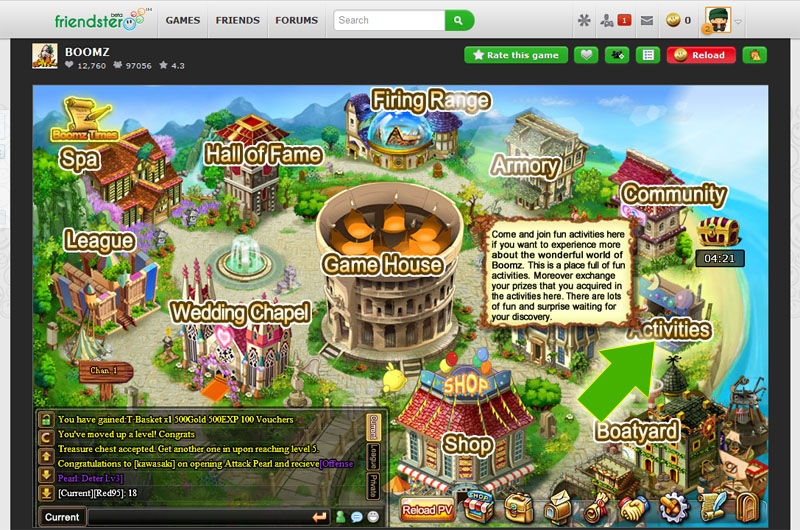 friendster beta TM
GAMES FRIENDS FORUMS Search 1 0 2
BOOMZ
12,760 97056 4.3
Rate this game Reload
Boomz Times
Firing Range
Spa
Hall of Fame
Armory
Community
League
Game House
Come and join fun activities here
if you want to experience more
about the wonderful world of
Boomz. This is a place full of fun
activities. Moreover exchange
your prizes that you acquired in
the activities here. There are lots
of fun and surprise waiting for
your discovery.
04:21
Wedding Chapel
Activities
Chan. 1
SHOP
Shop
Boatyard
You have gained:T-Basket x1 500Gold 500EXP 100 Vouchers
You've moved up a level! Congrats
Treasure chest accepted. Get another one in upon reaching level 5.
Congratulations to [kawasaki] on opening Attack Pearl and recieve[Offense
Pearl: Deter Lv3]
[Current][Red95]: 18
Current
League
Private
Current
Reload PV
SHOP